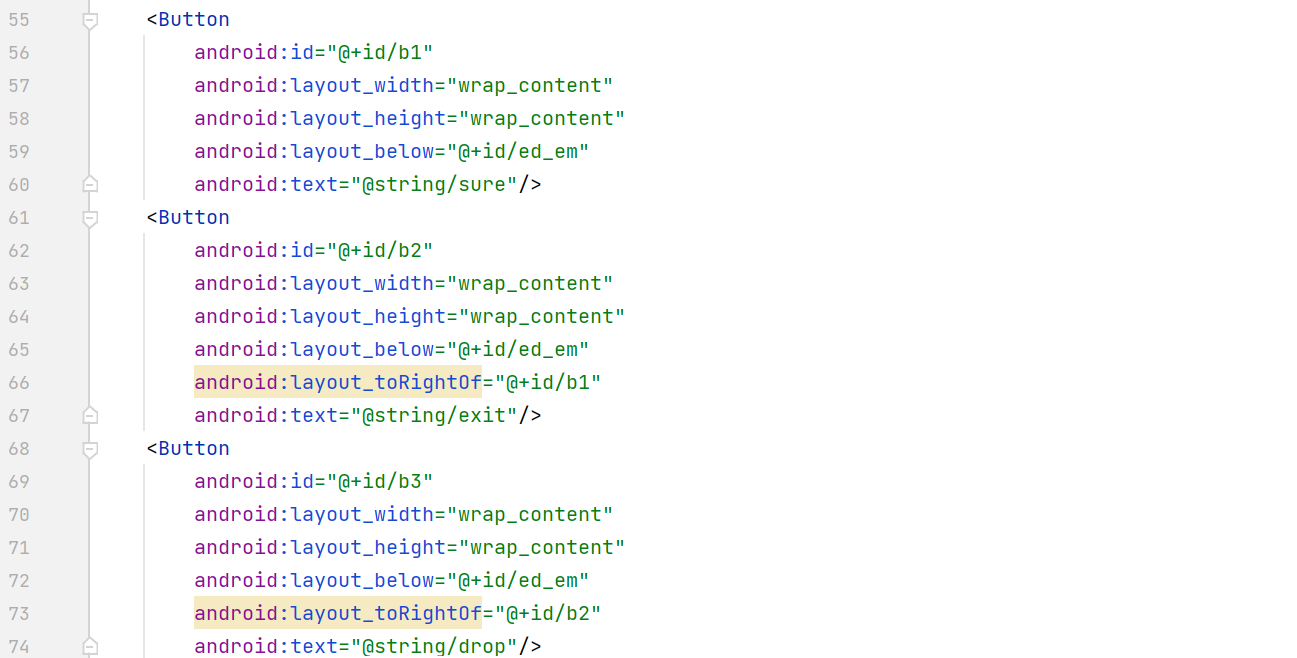 55 <Button
56 android:id="@+id/b1"
57 android:layout_width="wrap_content"
58 android:layout_height="wrap_content"
59 android:layout_below="@+id/ed_em"
60 android:text="@string/sure"/>
61 <Button
62 android:id="@+id/b2"
63 android:layout_width="wrap_content"
64 android:layout_height="wrap_content"
65 android:layout_below="@+id/ed_em"
66 android:layout_toRightOf="@+id/b1"
67 android:text="@string/exit"/>
68 <Button
69 android:id="@+id/b3"
70 android:layout_width="wrap_content"
71 android:layout_height="wrap_content"
72 android:layout_below="@+id/ed_em"
73 android:layout_toRightOf="@+id/b2"
74 android:text="@string/drop"/>